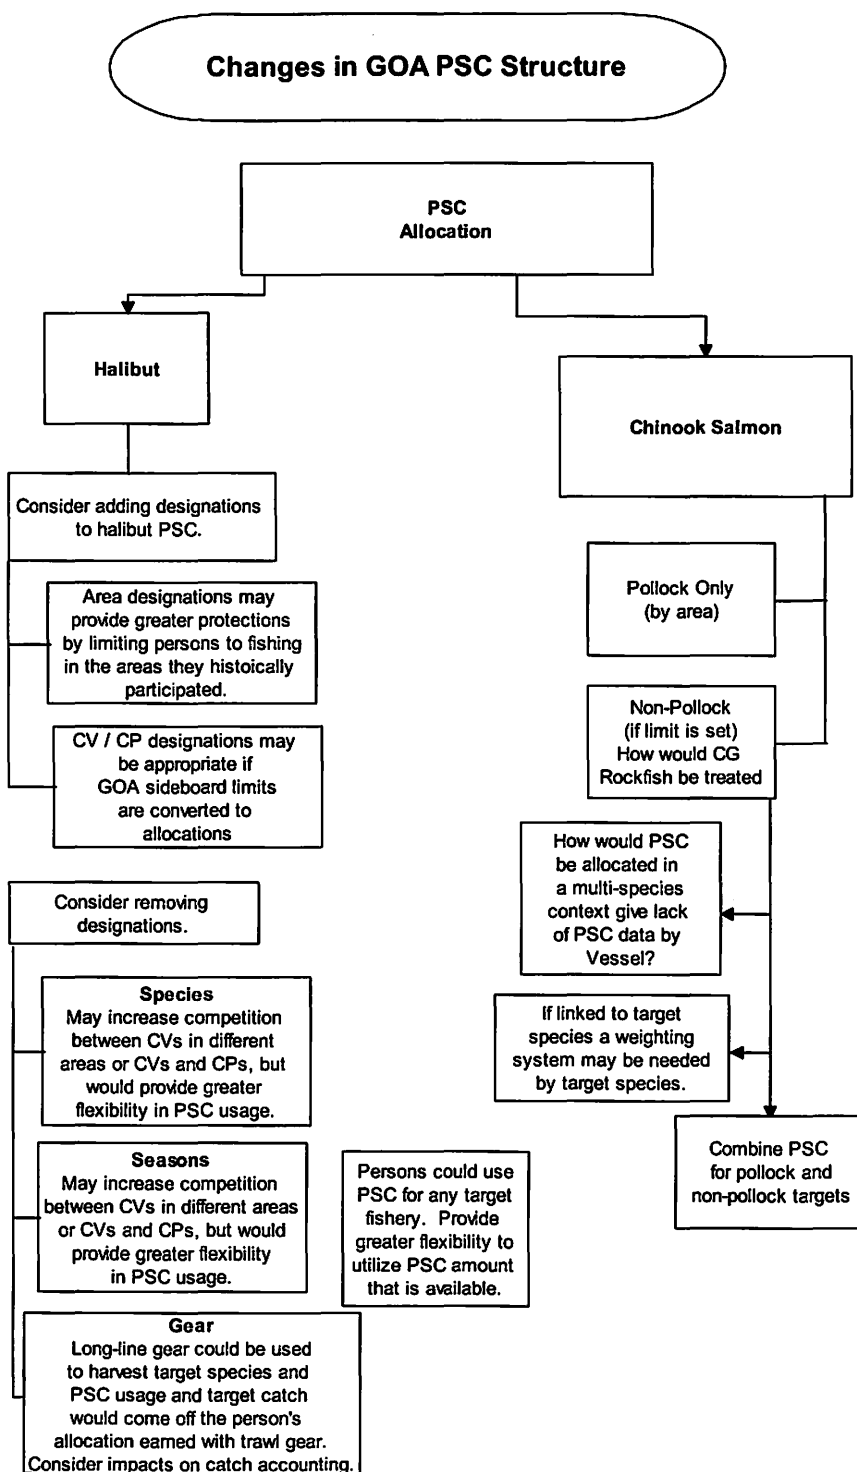 Changes in GOA PSC Structure
PSC
Allocation
Halibut
Consider adding designations
to halibut PSC.
Area designations may
provide greater protections
by limiting persons to fishing
in the areas they histoically
participated.
CV / CP designations may
be appropriate if
GOA sideboard limits
are converted to
allocations
Consider removing
designations.
Species
May increase competition
between CVs in different
areas or CVs and CPs, but
would provide greater
flexibility in PSC usage.
Seasons
May increase competition
between CVs in different areas
or CVs and CPs, but would
provide greater flexibility
in PSC usage.
Gear
Long-line gear could be used
to harvest target species and
PSC usage and target catch
would come off the person's
allocation earned with trawl gear.
Consider impacts on catch accounting.
Persons could use
PSC for any target
fishery. Provide
greater flexibility to
utilize PSC amount
that is available.
Chinook Salmon
Pollock Only
(by area)
Non-Pollock
(if limit is set)
How would CG
Rockfish be treated
How would PSC
be allocated in
a multi-species
context give lack
of PSC data by
Vessel?
If linked to target
species a weighting
system may be needed
by target species.
Combine PSC
for pollock and
non-pollock targets